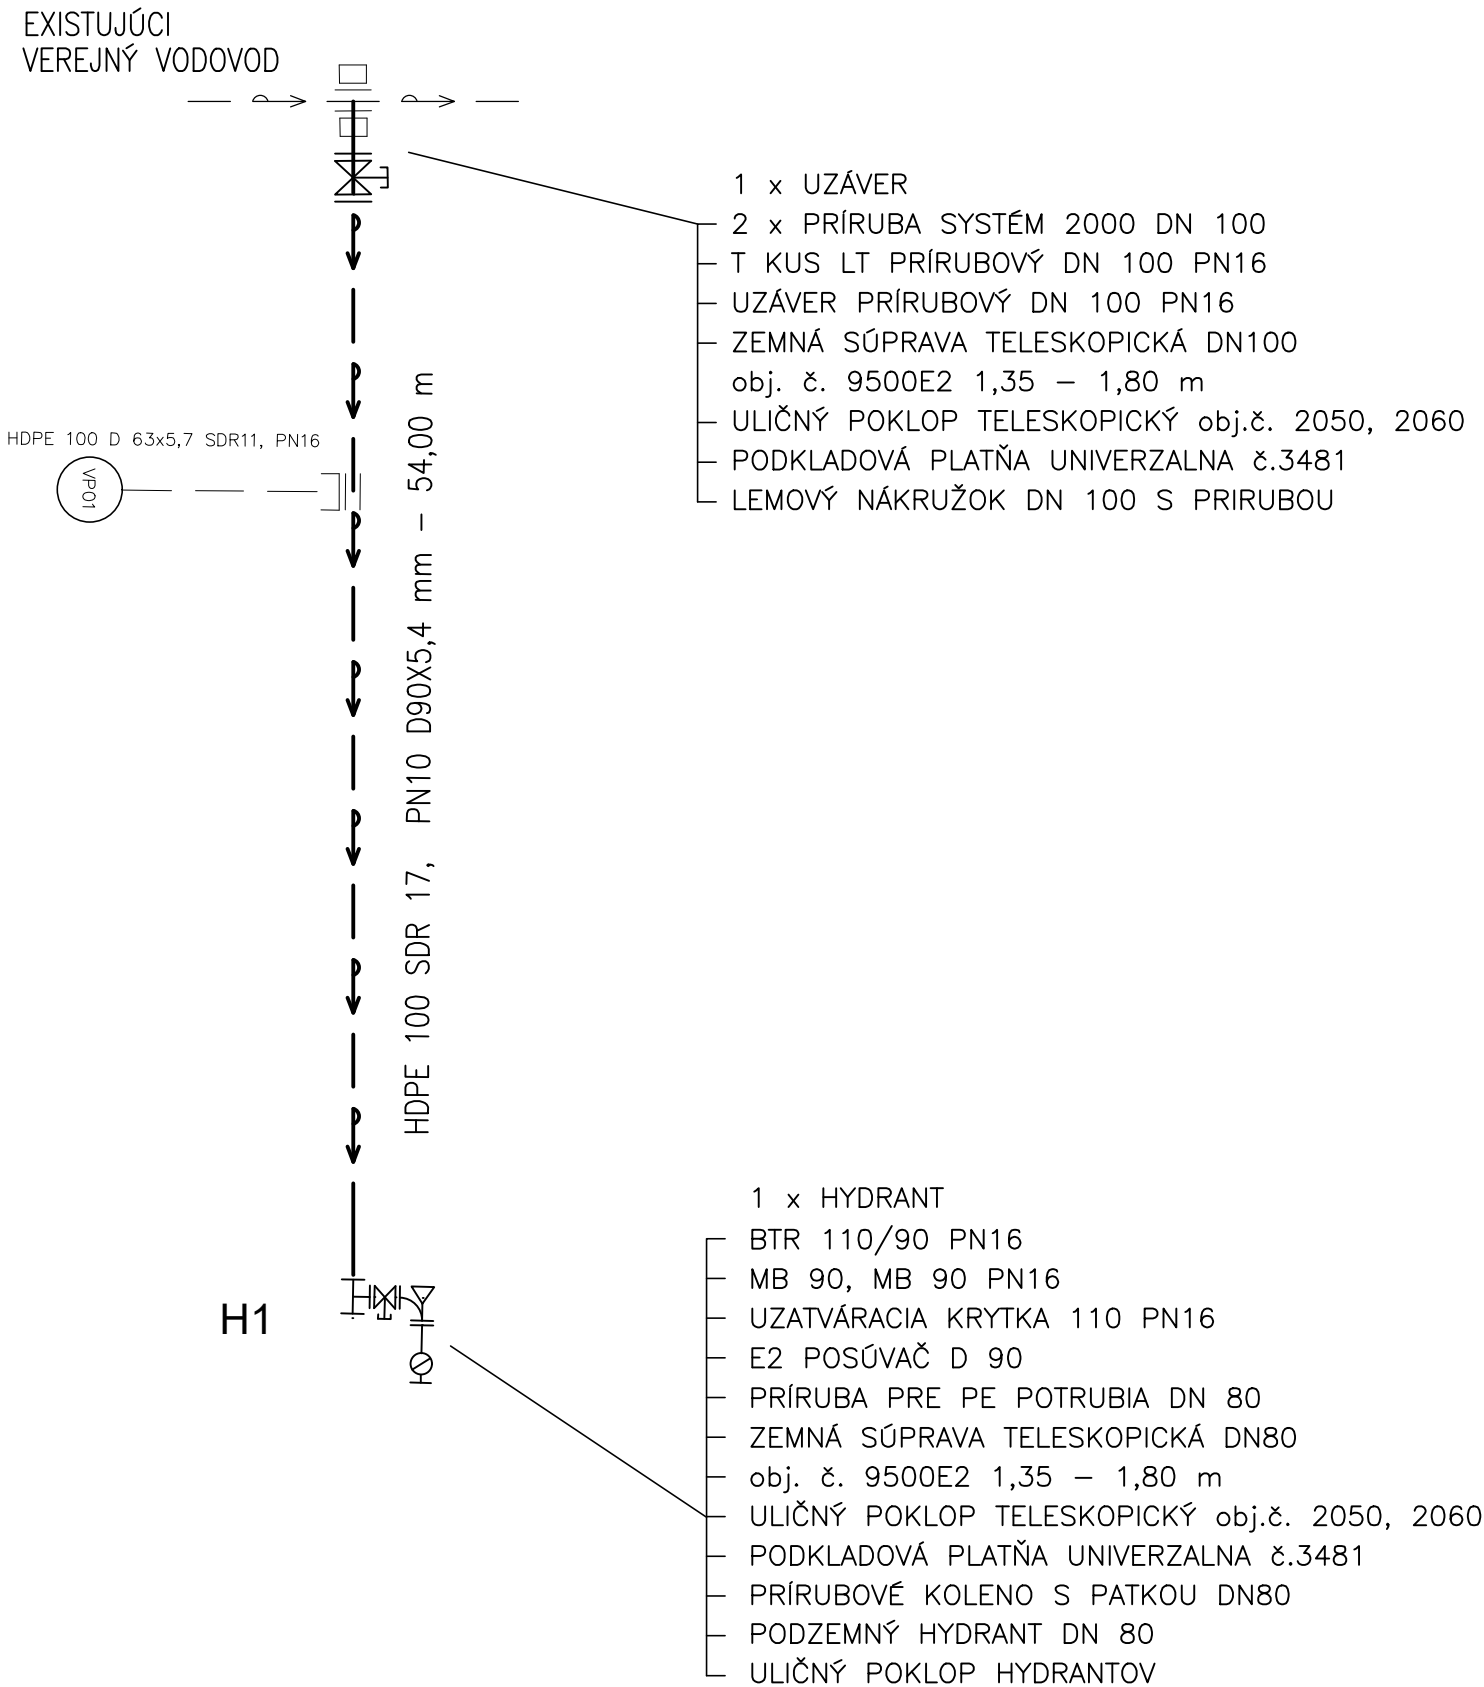 EXISTUJÚCI
VEREJNÝ VODOVOD
1 x UZÁVER
2 x PRÍRUBA SYSTÉM 2000 DN 100
T KUS LT PRÍRUBOVÝ DN 100 PN16
UZÁVER PRÍRUBOVÝ DN 100 PN16
ZEMNÁ SÚPRAVA TELESKOPICKÁ DN100
obj. č. 9500E2 1,35 – 1,80 m
ULIČNÝ POKLOP TELESKOPICKÝ obj.č. 2050, 2060
PODKLADOVÁ PLATŇA UNIVERZALNA č.3481
LEMOVÝ NÁKRUŽOK DN 100 S PRIRUBOU
HDPE 100 D 63x5,7 SDR11, PN16
VP01
HDPE 100 SDR 17, PN10 D90X5,4 mm – 54,00 m
H1
1 x HYDRANT
BTR 110/90 PN16
MB 90, MB 90 PN16
UZATVÁRACIA KRYTKA 110 PN16
E2 POSÚVAČ D 90
PRÍRUBA PRE PE POTRUBIA DN 80
ZEMNÁ SÚPRAVA TELESKOPICKÁ DN80
obj. č. 9500E2 1,35 – 1,80 m
ULIČNÝ POKLOP TELESKOPICKÝ obj.č. 2050, 2060
PODKLADOVÁ PLATŇA UNIVERZALNA č.3481
PRÍRUBOVÉ KOLENO S PATKOU DN80
PODZEMNÝ HYDRANT DN 80
ULIČNÝ POKLOP HYDRANTOV